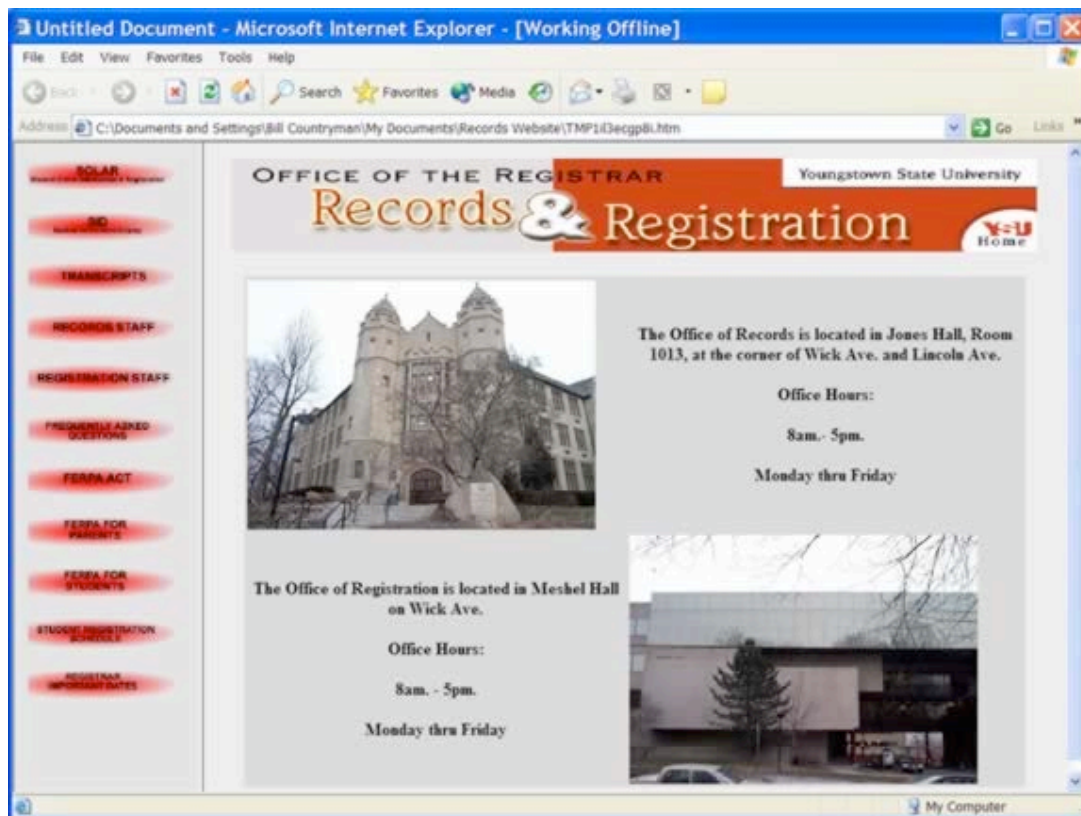 Untitled Document - Microsoft Internet Explorer - [Working Offline]
File Edit View Favorites Tools Help
Back Search Favorites Media
Address C:\Documents and Settings\Bill Countryman\My Documents\Records Website\TMP1il3ecgp8i.htm Go Links
SOLAR
SID
TRANSCRIPTS
RECORDS STAFF
REGISTRATION STAFF
FREQUENTLY ASKED
QUESTIONS
FERPA ACT
FERPA FOR
PARENTS
FERPA FOR
STUDENTS
STUDENT REGISTRATION
SCHEDULE
REGISTRAR
IMPORTANT DATES
OFFICE OF THE REGISTRAR
Youngstown State University
Records & Registration
YSU
Home
The Office of Records is located in Jones Hall, Room
1013, at the corner of Wick Ave. and Lincoln Ave.
Office Hours:
8am.- 5pm.
Monday thru Friday
The Office of Registration is located in Meshel Hall
on Wick Ave.
Office Hours:
8am. - 5pm.
Monday thru Friday
My Computer